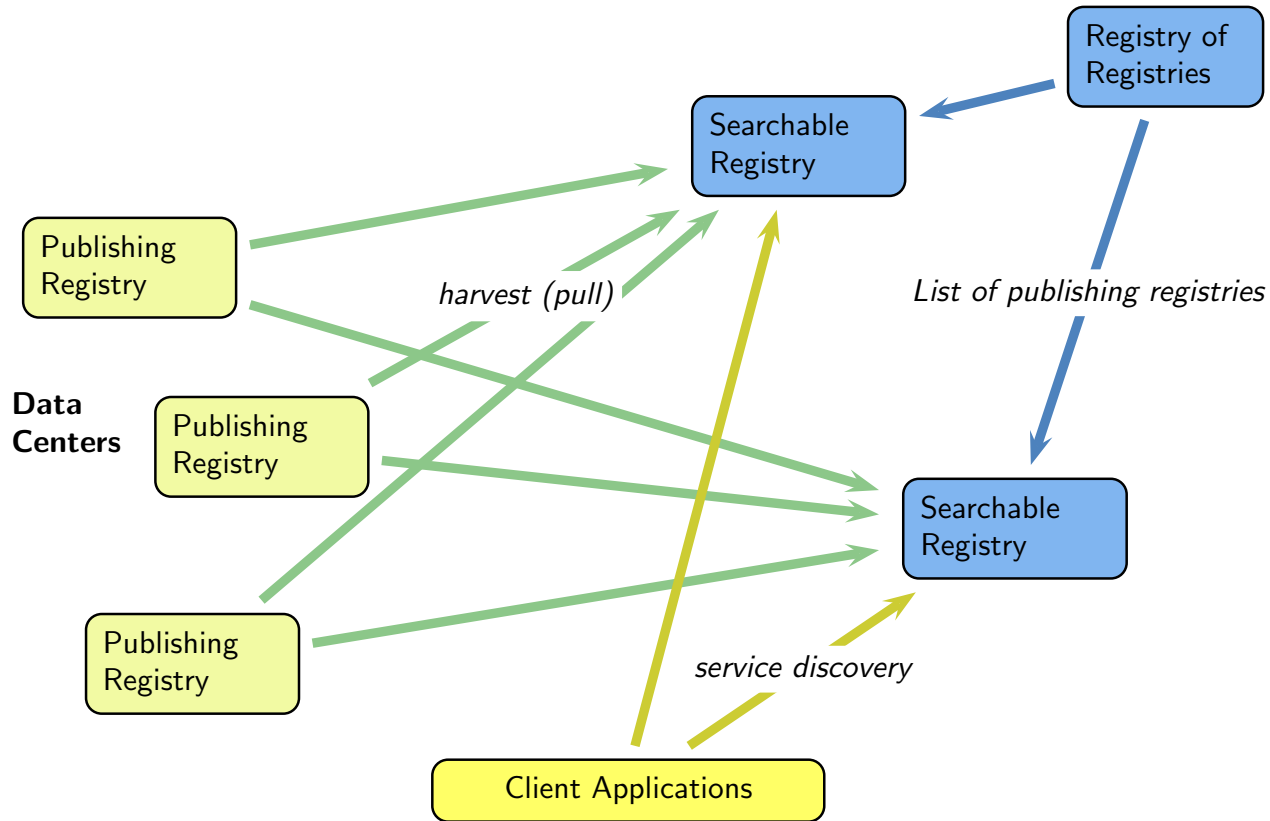 Registry of
Registries
Searchable
Registry
Publishing
Registry
harvest (pull)
List of publishing registries
Data
Centers
Publishing
Registry
Searchable
Registry
Publishing
Registry
service discovery
Client Applications